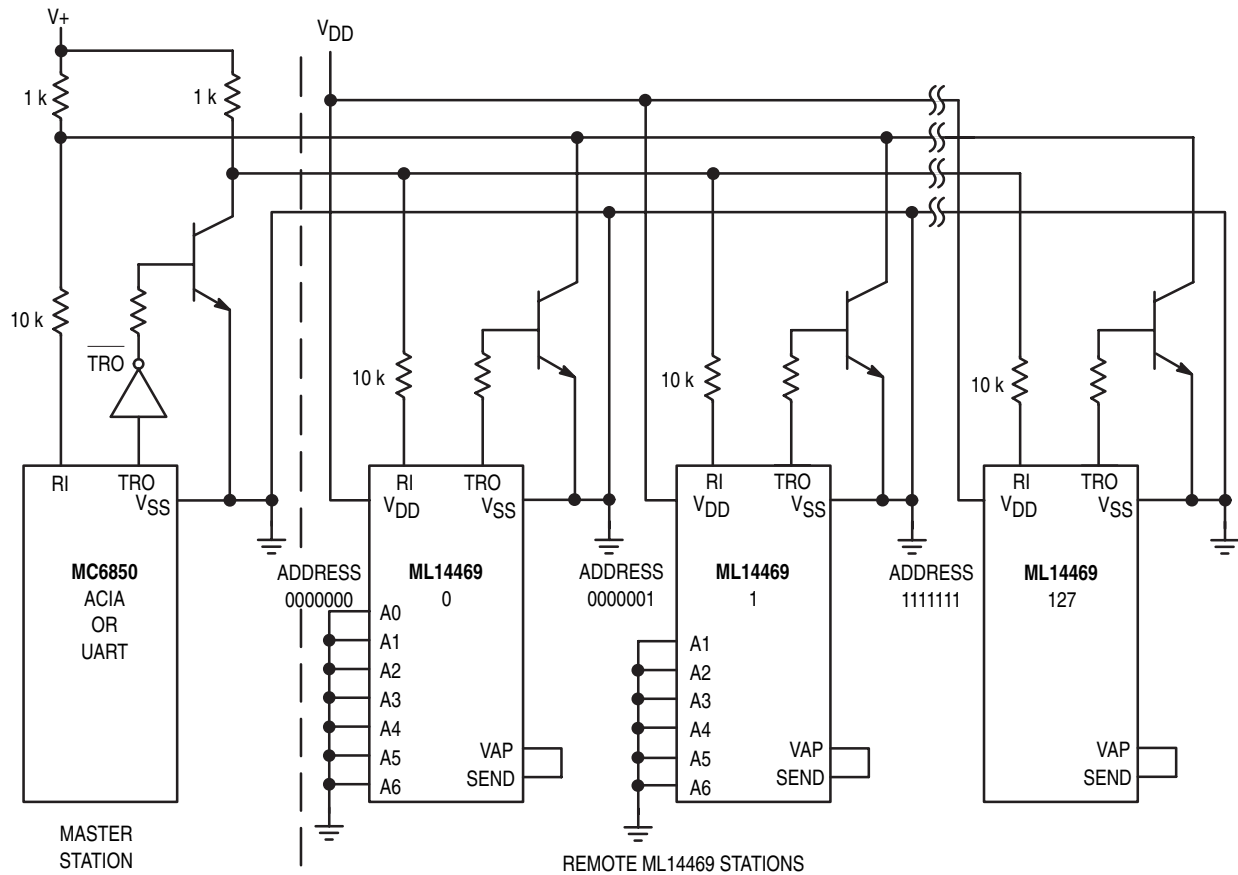 V+
VDD
1 k
1 k
10 k
TRO
10 k
10 k
10 k
RI
TRO
VSS
RI
TRO
VDD
VSS
RI
TRO
VDD
VSS
RI
TRO
VDD
VSS
MC6850
ACIA
OR
UART
ADDRESS
0000000
ML14469
0
ADDRESS
0000001
ML14469
1
ADDRESS
1111111
ML14469
127
A0
A1
A2
A3
A4
A5
A6
VAP
SEND
A1
A2
A3
A4
A5
A6
VAP
SEND
VAP
SEND
MASTER
STATION
REMOTE ML14469 STATIONS